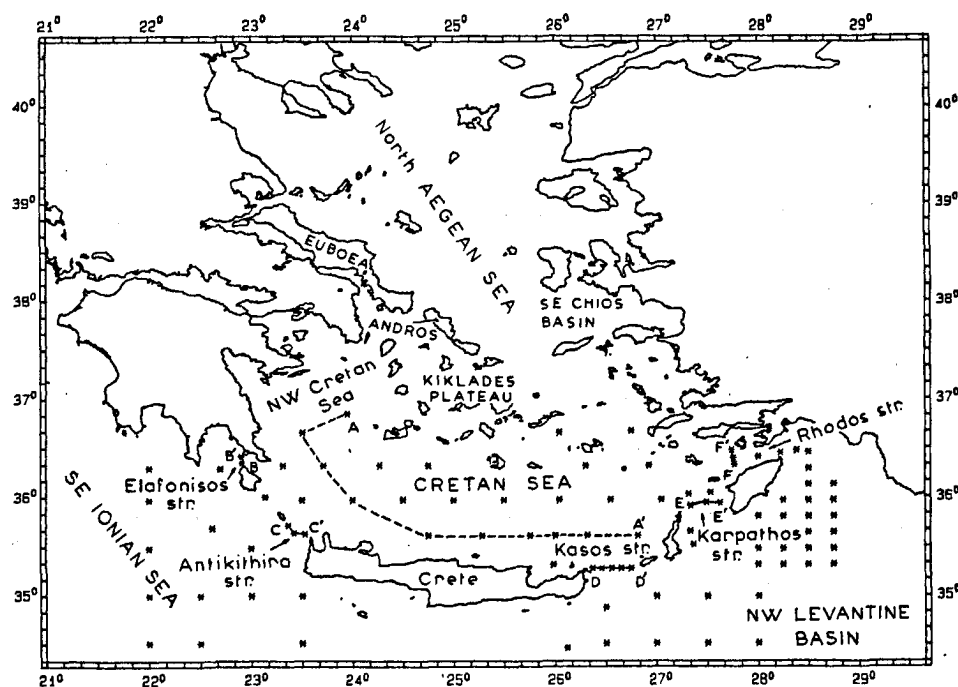 21° 22° 23° 24° 25° 26° 27° 28° 29°
40° 40°
North AEGEAN SEA
39° 39°
EUBOEA
SE CHIOS
BASIN
38° 38°
ANDROS
NW Cretan
Sea
KIKLADES
PLATEAU
37° 37°
A
Rhodos str.
B' B
F'
F
Elafonisos
str.
CRETAN SEA
36° 36°
E E'
SE IONIAN SEA
C C'
A'
Karpathos
str.
Antikithira
str.
Kasos str.
Crete
D D'
35° 35°
NW LEVANTINE
BASIN
21° 22° 23° 24° 25° 26° 27° 28° 29°